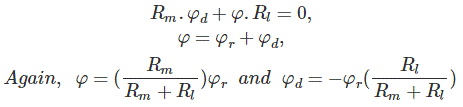 R_m . φ_d + φ . R_l = 0,
φ = φ_r + φ_d,
Again, φ = (R_m / (R_m + R_l)) φ_r and φ_d = −φ_r (R_l / (R_m + R_l))